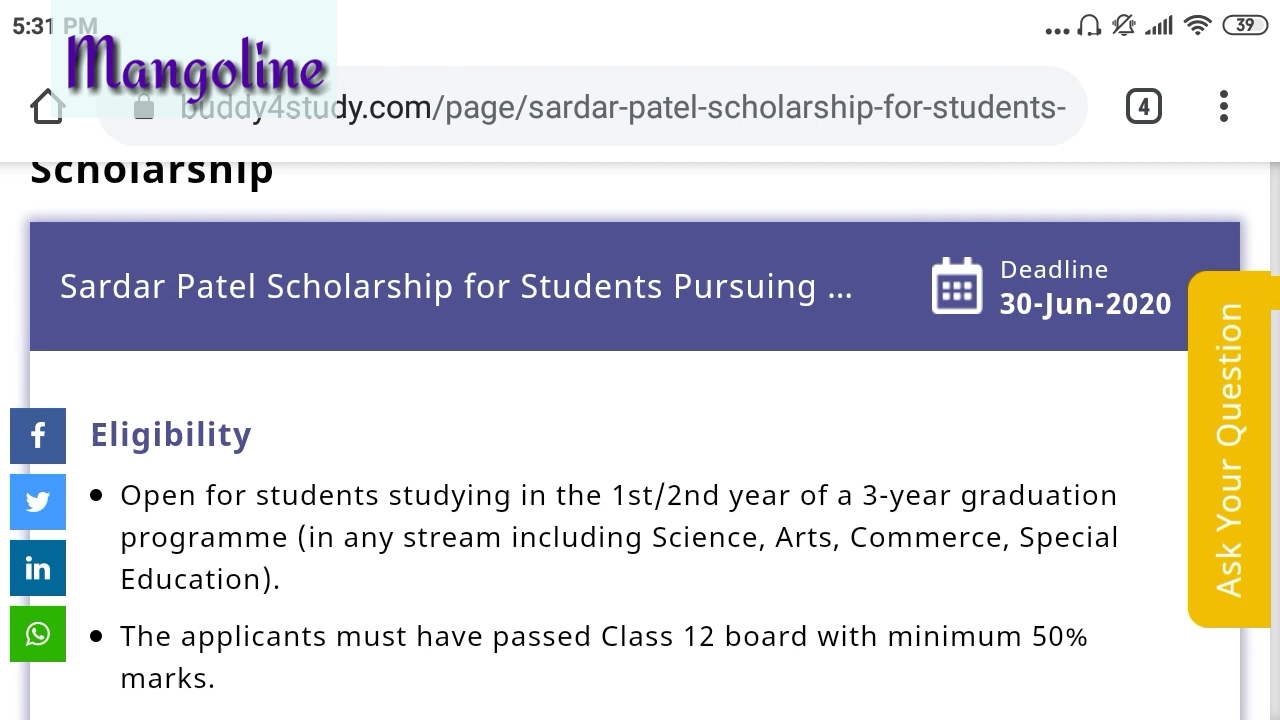 5:31 PM
39
Mangoline
buddy4study.com/page/sardar-patel-scholarship-for-students-
4
Scholarship
Sardar Patel Scholarship for Students Pursuing ...
Deadline
30-Jun-2020
Ask Your Question
Eligibility
Open for students studying in the 1st/2nd year of a 3-year graduation
programme (in any stream including Science, Arts, Commerce, Special
Education).
The applicants must have passed Class 12 board with minimum 50%
marks.